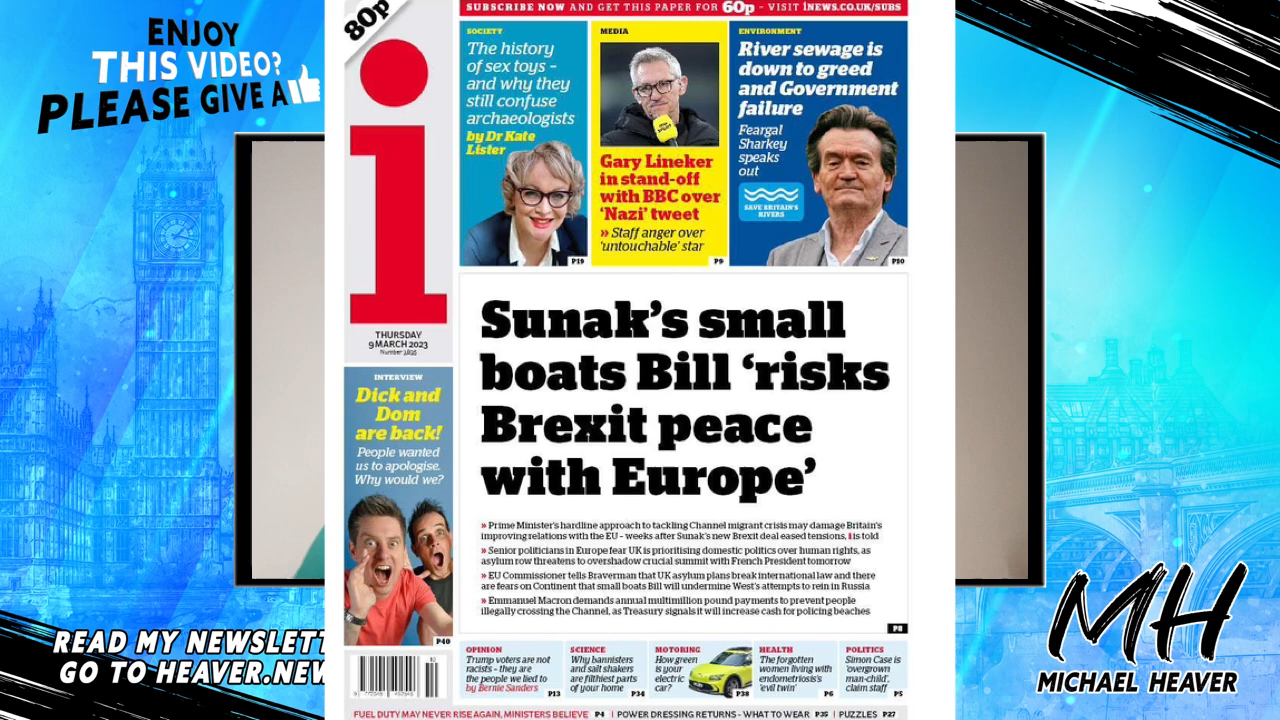 ENJOY
THIS VIDEO?
PLEASE GIVE A
80p
SUBSCRIBE NOW AND GET THIS PAPER FOR 60p – VISIT iNEWS.CO.UK/SUBS
i
THURSDAY
9 MARCH 2023
SOCIETY
The history
of sex toys –
and why they
still confuse
archaeologists
by Dr Kate
Lister
P19
MEDIA
Gary Lineker
in stand-off
with BBC over
‘Nazi’ tweet
» Staff anger over
‘untouchable’ star
P9
ENVIRONMENT
River sewage is
down to greed
and Government
failure
Feargal
Sharkey
speaks
out
SAVE BRITAIN'S
RIVERS
P30
INTERVIEW
Dick and
Dom
are back!
People wanted
us to apologise.
Why would we?
P40
Sunak’s small
boats Bill ‘risks
Brexit peace
with Europe’
» Prime Minister’s hardline approach to tackling Channel migrant crisis may damage Britain’s
improving relations with the EU – weeks after Sunak’s new Brexit deal eased tensions, i is told
» Senior politicians in Europe fear UK is prioritising domestic politics over human rights, as
asylum row threatens to overshadow crucial summit with French President tomorrow
» EU Commissioner tells Braverman that UK asylum plans break international law and there
are fears on Continent that small boats Bill will undermine West’s attempts to rein in Russia
» Emmanuel Macron demands annual multimillion pound payments to prevent people
illegally crossing the Channel, as Treasury signals it will increase cash for policing beaches
P8
OPINION
Trump voters are not
racists – they are
the people we lied to
by Bernie Sanders
P13
SCIENCE
Why bannisters
and salt shakers
are filthiest parts
of your home
P34
MOTORING
How green
is your
electric
car?
P38
HEALTH
The forgotten
women living with
endometriosis’s
‘evil twin’
P6
POLITICS
Simon Case is
‘overgrown
man-child’,
claim staff
P5
FUEL DUTY MAY NEVER RISE AGAIN, MINISTERS BELIEVE P4 | POWER DRESSING RETURNS - WHAT TO WEAR P35 | PUZZLES P27
READ MY NEWSLETT
GO TO HEAVER.NEW
MH
MICHAEL HEAVER